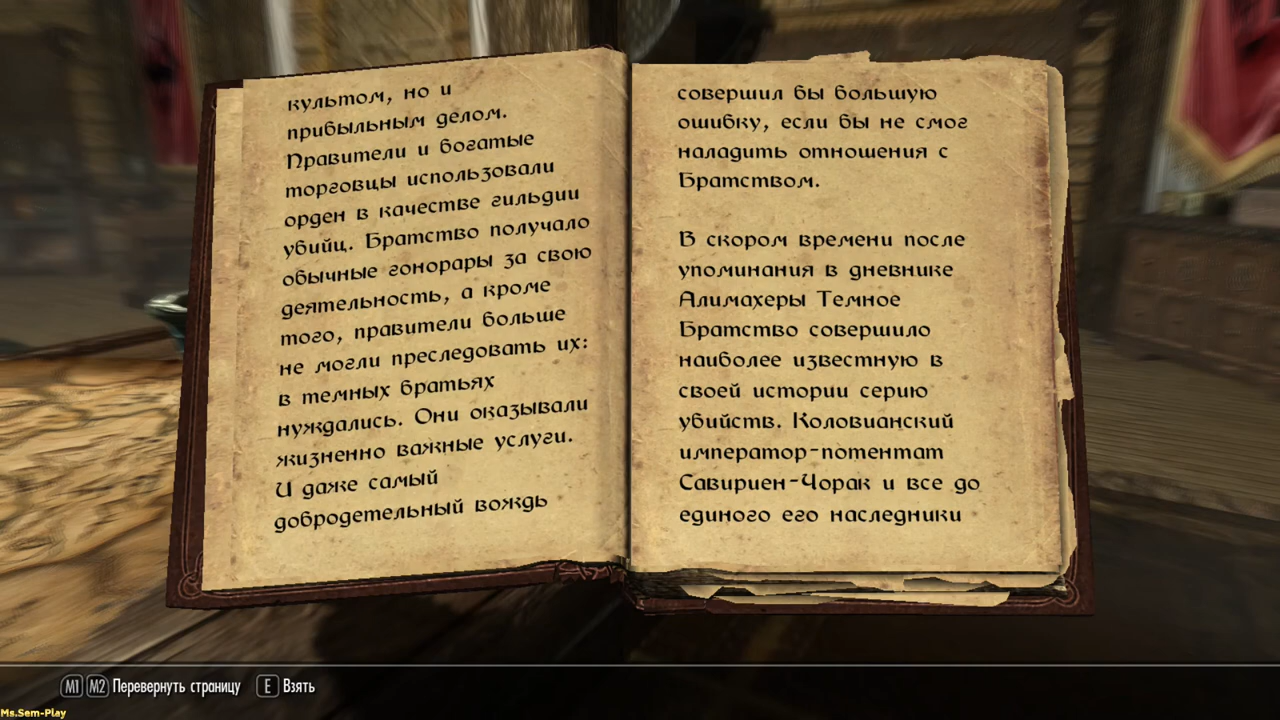 культом, но и
прибыльным делом.
Правители и богатые
торговцы использовали
орден в качестве гильдии
убийц. Братство получало
обычные гонорары за свою
деятельность, а кроме
того, правители больше
не могли преследовать их:
в темных братьях
нуждались. Они оказывали
жизненно важные услуги.
И даже самый
добродетельный вождь
совершил бы большую
ошибку, если бы не смог
наладить отношения с
Братством.
В скором времени после
упоминания в дневнике
Алимахеры Темное
Братство совершило
наиболее известную в
своей истории серию
убийств. Коловианский
император-потентат
Савириен-Чорак и все до
единого его наследники
M1 M2 Перевернуть страницу E Взять
Ms.Sem-Play